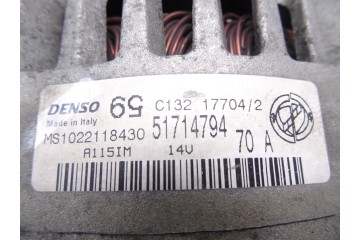 DENSO 59 C132 17704/2
Made in Italy
MS1022118430 51714794 70 A
A115IM 14V